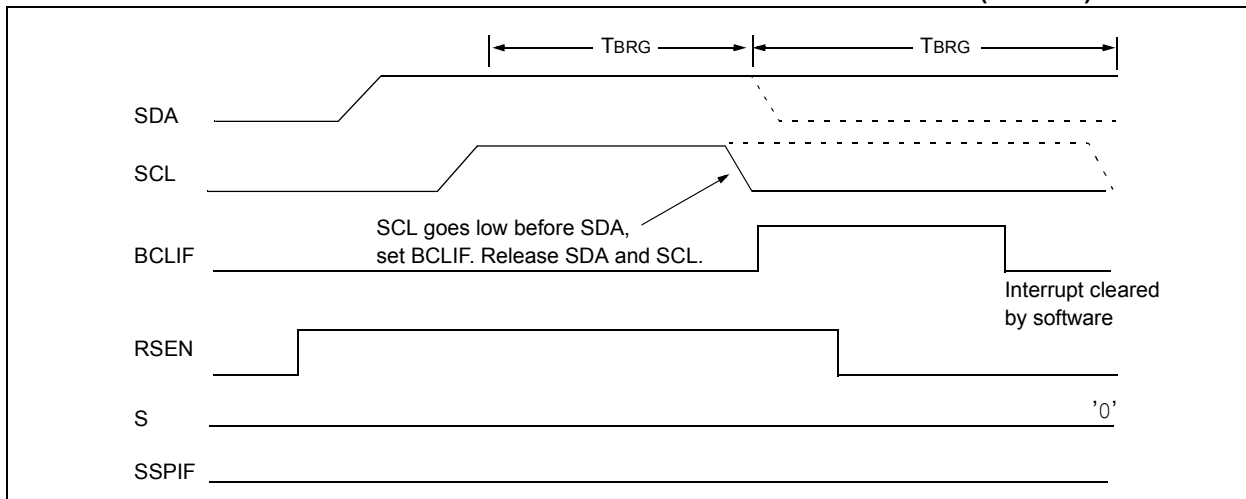 TBRG TBRG
SDA
SCL
SCL goes low before SDA,
set BCLIF. Release SDA and SCL.
BCLIF
Interrupt cleared
by software
RSEN
S '0'
SSPIF